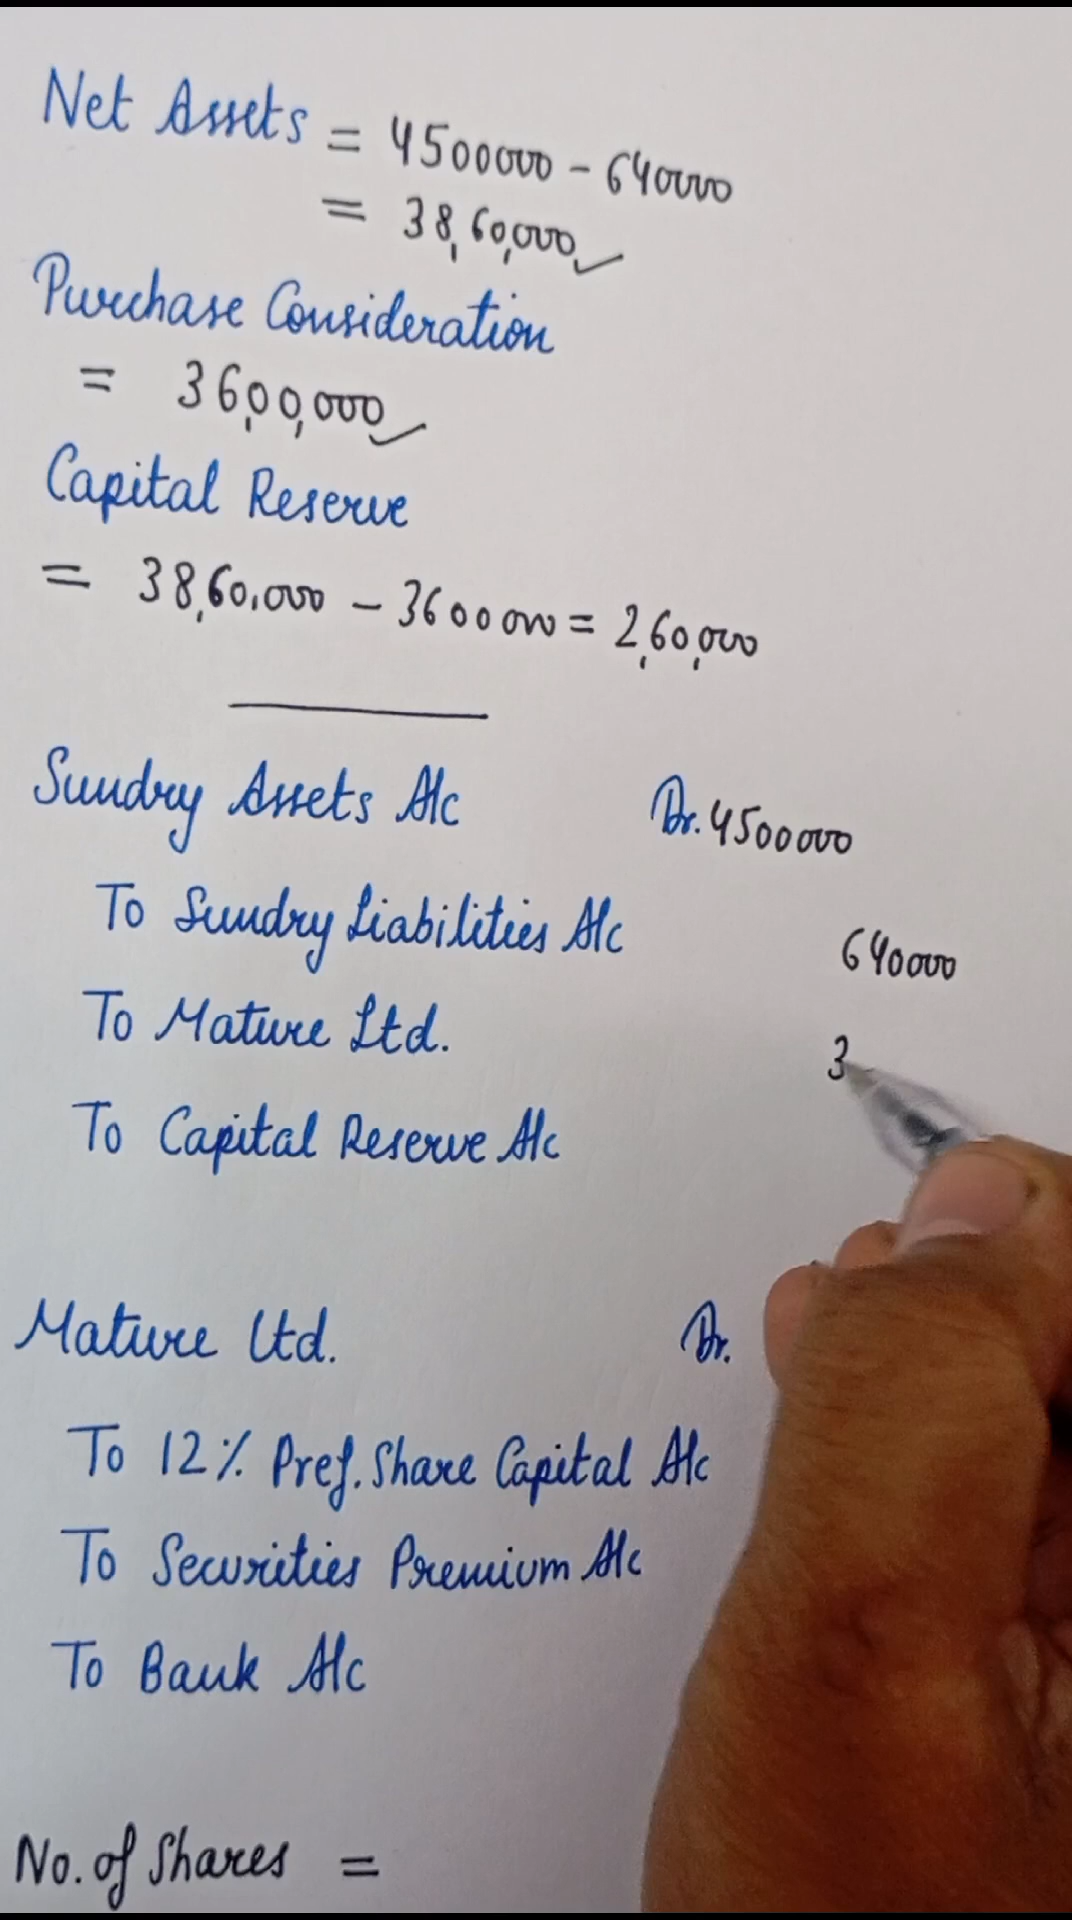 Net Assets = 4500000 - 640000
= 38,60,000
Purchase Consideration
= 36,00,000
Capital Reserve
= 38,60,000 - 3600000 = 2,60,000
Sundry Assets A/c Dr. 4500000
To Sundry Liabilities A/c 640000
To Mature Ltd. 3
To Capital Reserve A/c
Mature Ltd. Dr.
To 12% Pref. Share Capital A/c
To Securities Premium A/c
To Bank A/c
No. of Shares =